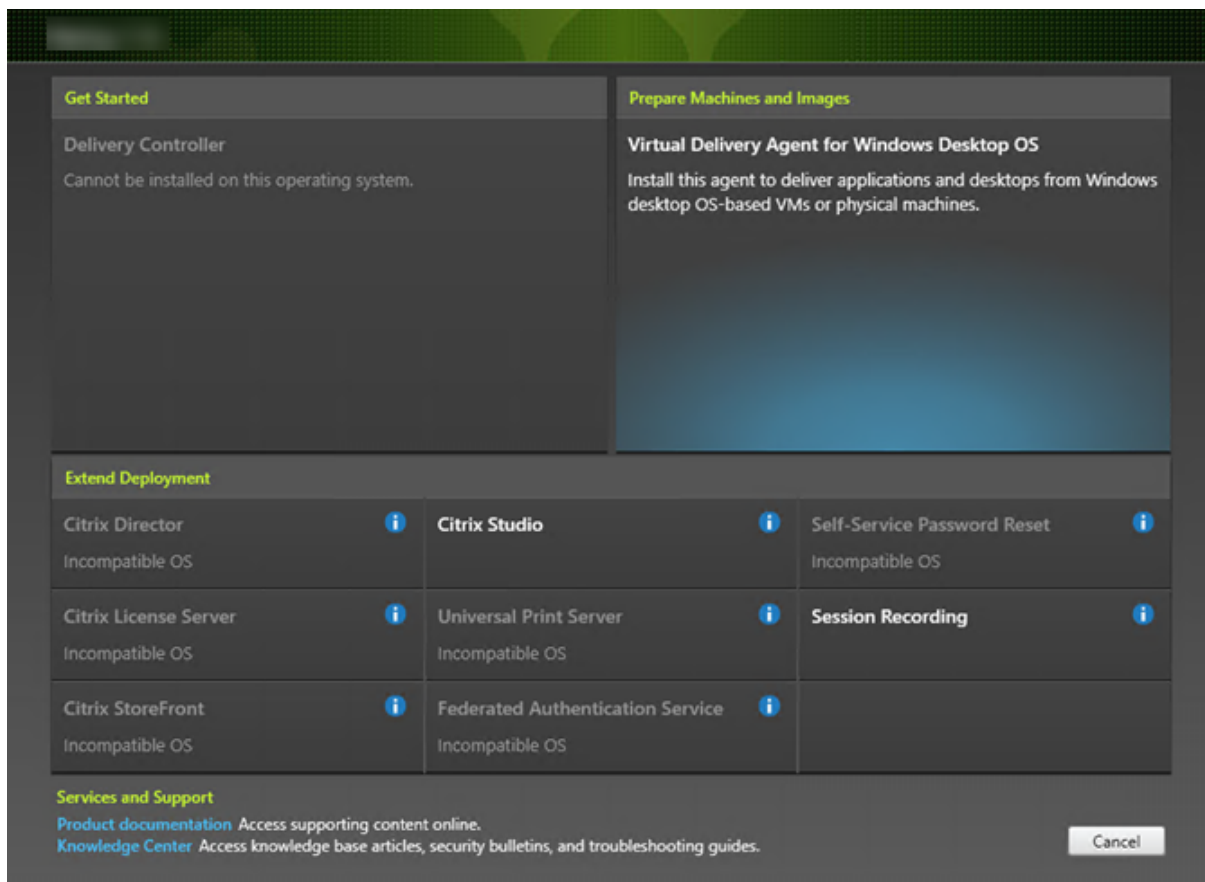 Get Started
Delivery Controller
Cannot be installed on this operating system.
Prepare Machines and Images
Virtual Delivery Agent for Windows Desktop OS
Install this agent to deliver applications and desktops from Windows
desktop OS-based VMs or physical machines.
Extend Deployment
Citrix Director
Incompatible OS
Citrix Studio
Self-Service Password Reset
Incompatible OS
Citrix License Server
Incompatible OS
Universal Print Server
Incompatible OS
Session Recording
Citrix StoreFront
Incompatible OS
Federated Authentication Service
Incompatible OS
Services and Support
Product documentation Access supporting content online.
Knowledge Center Access knowledge base articles, security bulletins, and troubleshooting guides.
Cancel